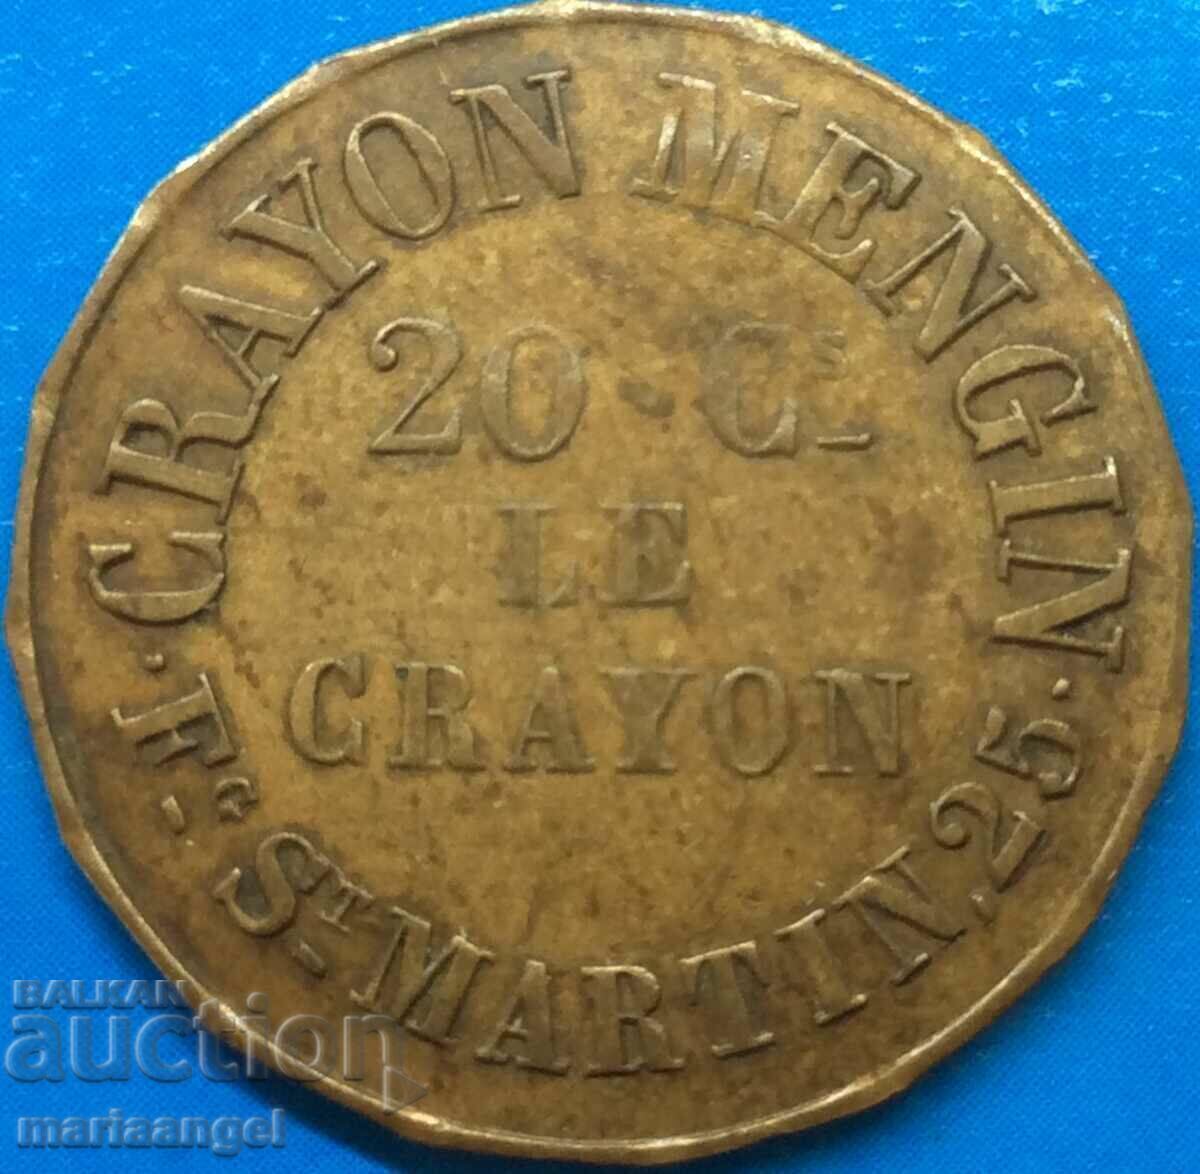 CRAYON MENGIN
20 Cs
LE
CRAYON
Fg St MARTIN, 25
BALKAN
auction
mariaangel